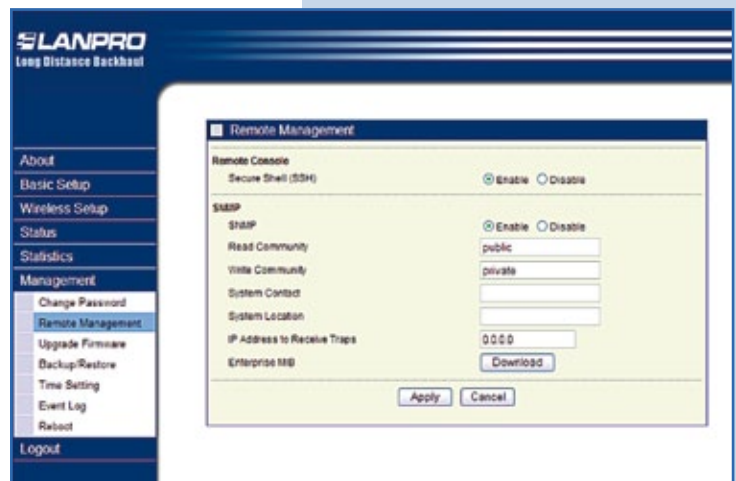 LANPRO
Long Distance Backhaul
About
Basic Setup
Wireless Setup
Status
Statistics
Management
Change Password
Remote Management
Upgrade Firmware
Backup/Restore
Time Setting
Event Log
Reboot
Logout
Remote Management
Remote Console
Secure Shell (SSH) Enable Disable
SNMP
SNMP Enable Disable
Read Community public
Write Community private
System Contact
System Location
IP Address to Receive Traps 0.0.0.0
Enterprise MIB Download
Apply Cancel